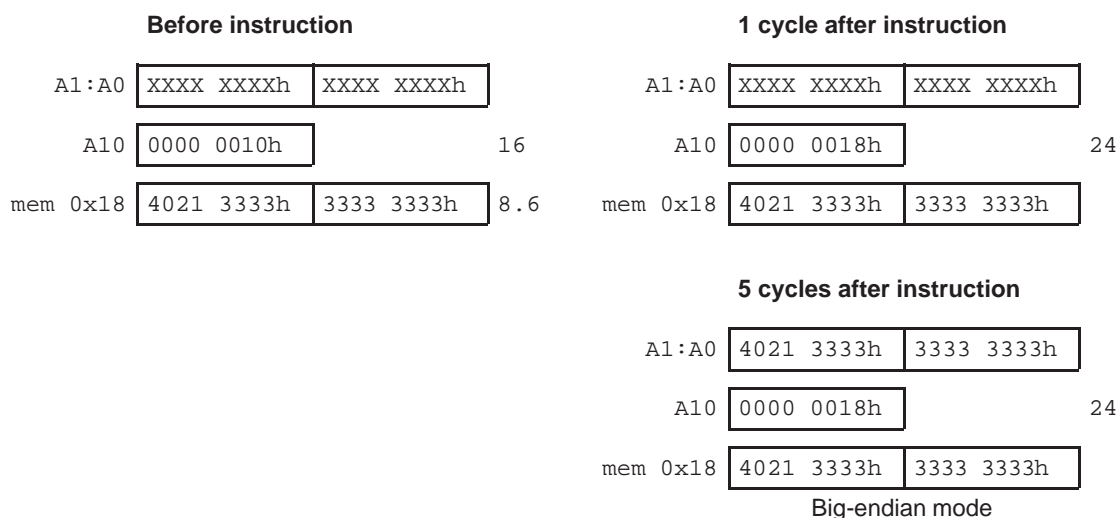 Before instruction
A1:A0 XXXX XXXXh XXXX XXXXh
A10 0000 0010h 16
mem 0x18 4021 3333h 3333 3333h 8.6
1 cycle after instruction
A1:A0 XXXX XXXXh XXXX XXXXh
A10 0000 0018h 24
mem 0x18 4021 3333h 3333 3333h
5 cycles after instruction
A1:A0 4021 3333h 3333 3333h
A10 0000 0018h 24
mem 0x18 4021 3333h 3333 3333h
Big-endian mode